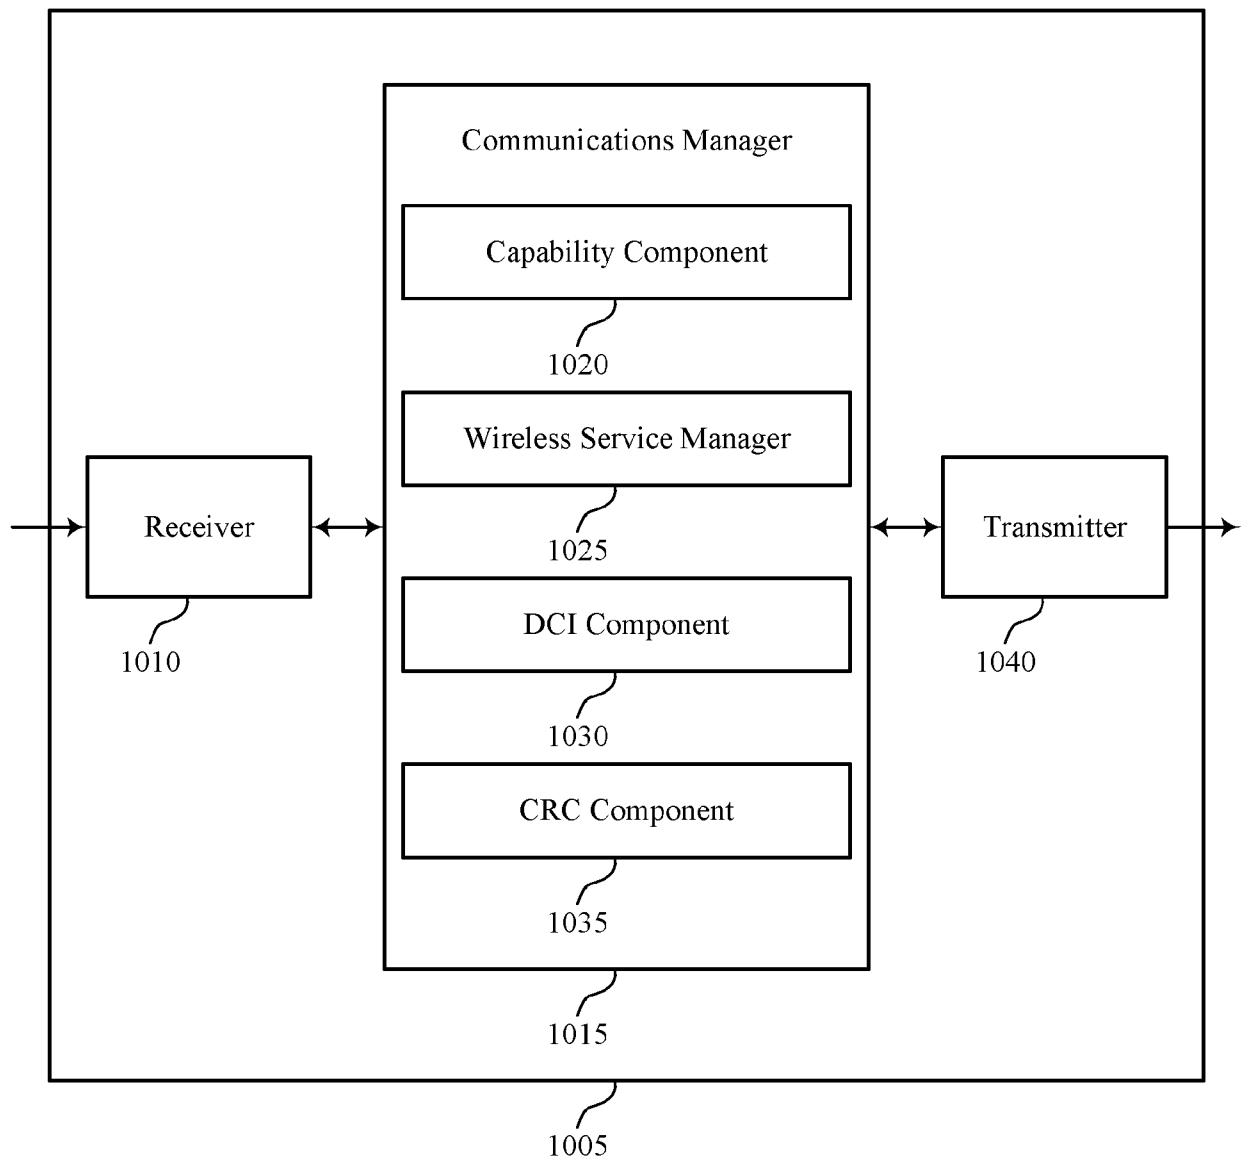 Communications Manager
Capability Component
1020
Wireless Service Manager
1025
Receiver
1010
DCI Component
1030
Transmitter
1040
CRC Component
1035
1015
1005